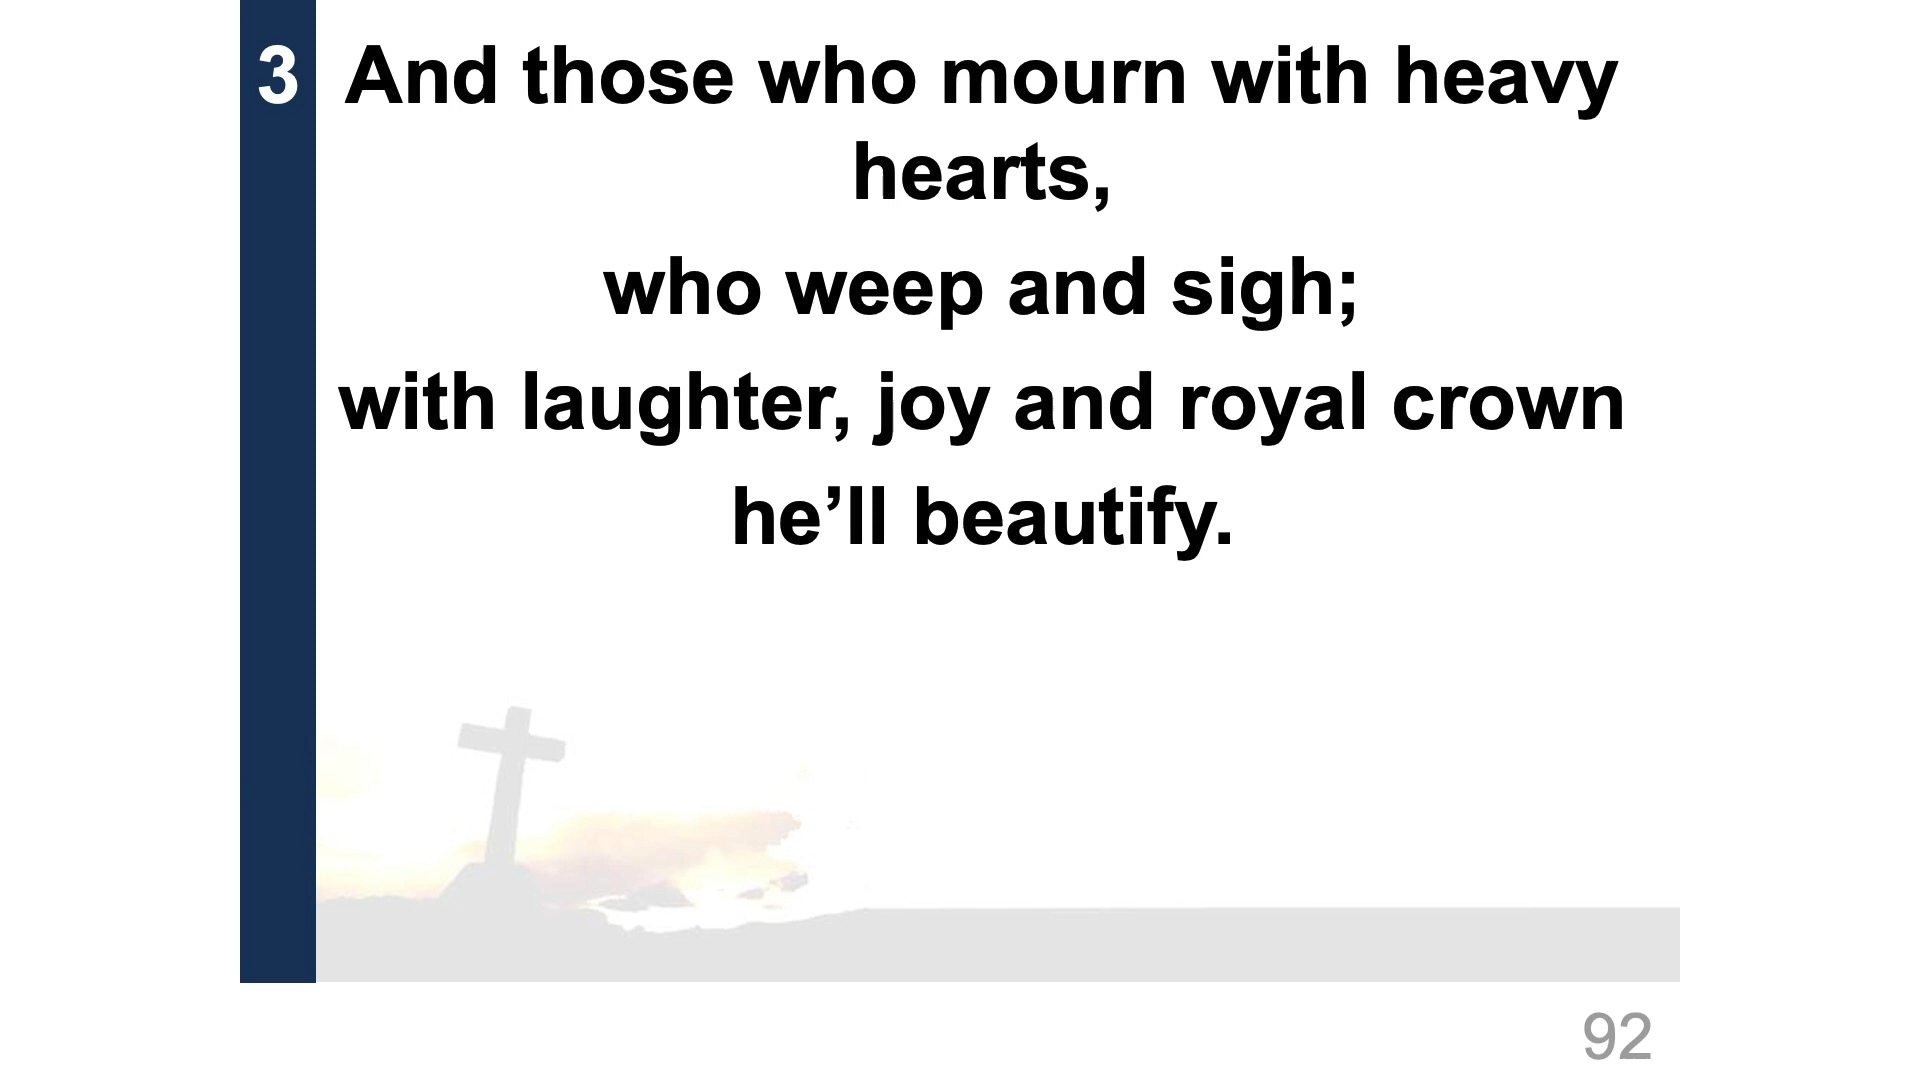 3 And those who mourn with heavy
hearts,
who weep and sigh;
with laughter, joy and royal crown
he’ll beautify.
92